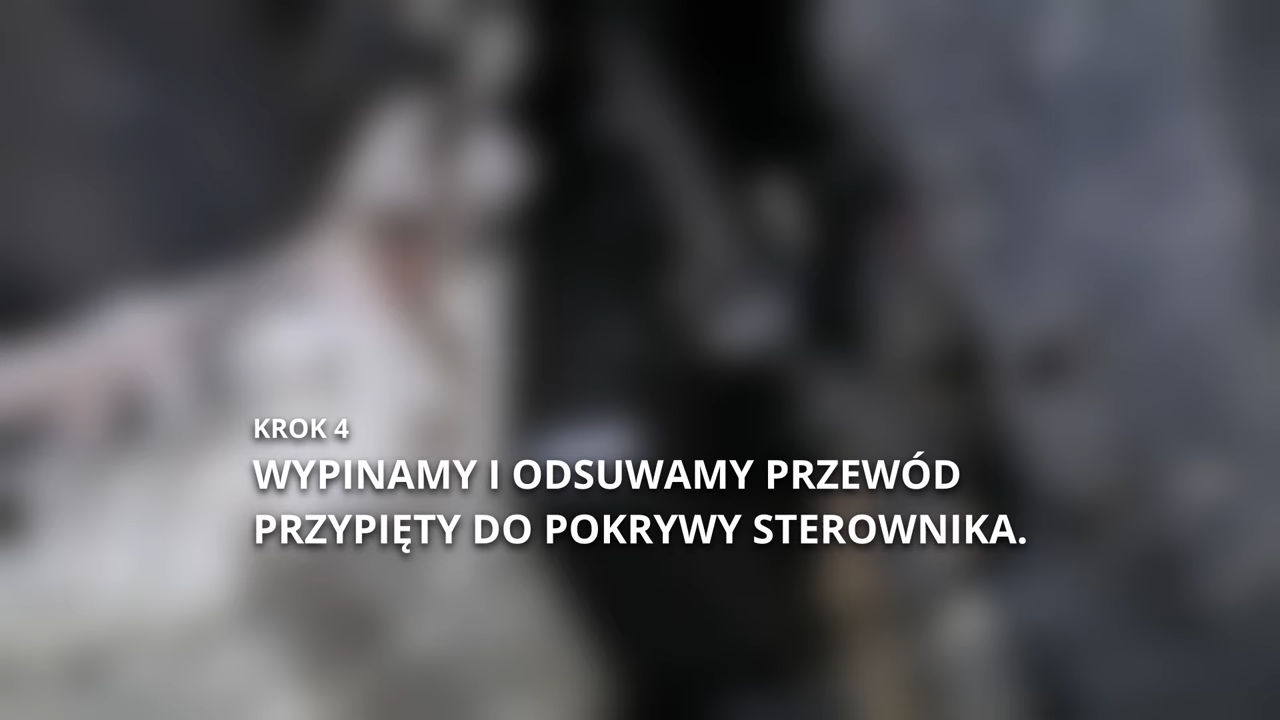 KROK 4
WYPINAMY I ODSUWAMY PRZEWÓD
PRZYPIĘTY DO POKRYWY STEROWNIKA.